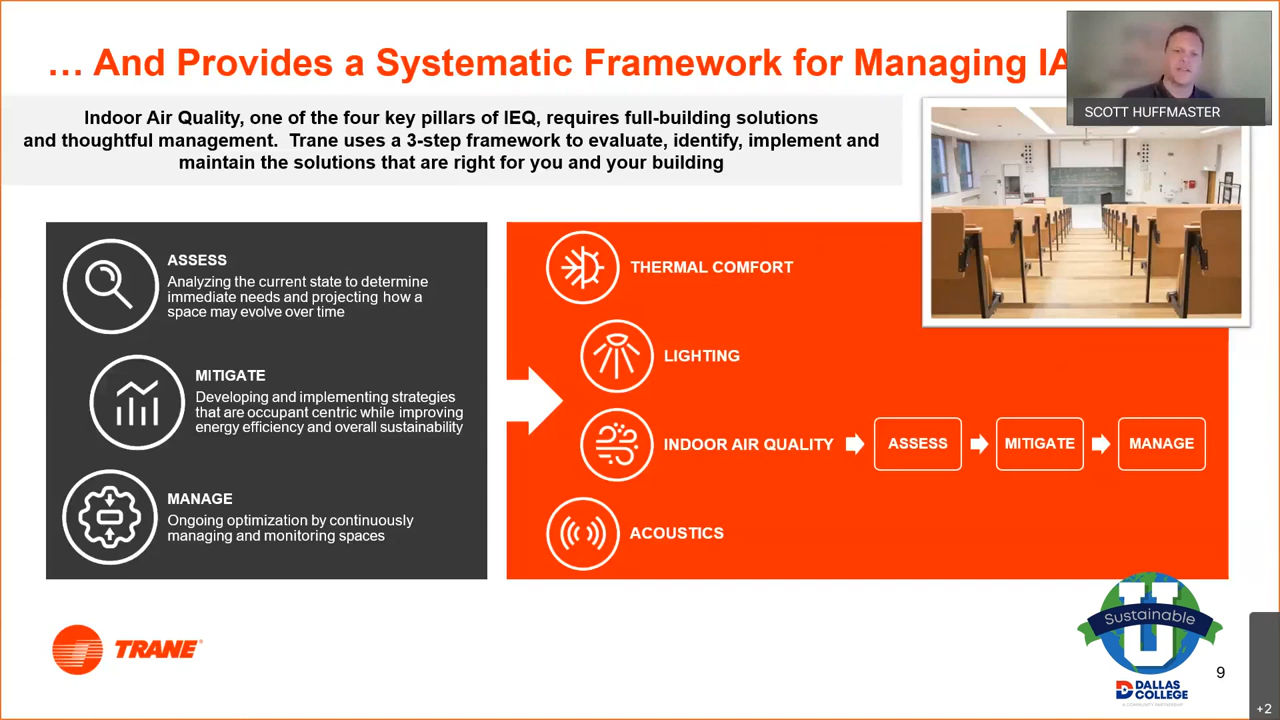 ... And Provides a Systematic Framework for Managing
SCOTT HUFFMASTER
Indoor Air Quality, one of the four key pillars of IEQ, requires full-building solutions
and thoughtful management. Trane uses a 3-step framework to evaluate, identify, implement and
maintain the solutions that are right for you and your building
ASSESS
Analyzing the current state to determine
immediate needs and projecting how a
space may evolve over time
MITIGATE
Developing and implementing strategies
that are occupant centric while improving
energy efficiency and overall sustainability
MANAGE
Ongoing optimization by continuously
managing and monitoring spaces
THERMAL COMFORT
LIGHTING
INDOOR AIR QUALITY
ASSESS
MITIGATE
MANAGE
ACOUSTICS
TRANE
U
Sustainable
DALLAS
COLLEGE
A COMMUNITY PARTNERSHIP
9
+2